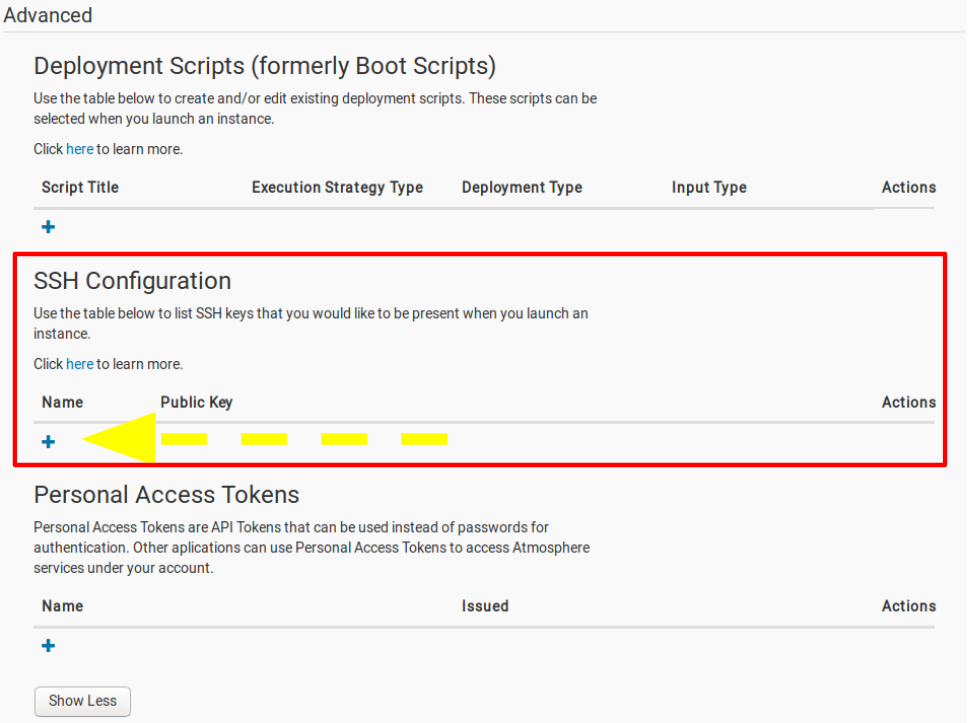 Advanced
Deployment Scripts (formerly Boot Scripts)
Use the table below to create and/or edit existing deployment scripts. These scripts can be
selected when you launch an instance.
Click here to learn more.
Script Title Execution Strategy Type Deployment Type Input Type Actions
+
SSH Configuration
Use the table below to list SSH keys that you would like to be present when you launch an
instance.
Click here to learn more.
Name Public Key Actions
+
Personal Access Tokens
Personal Access Tokens are API Tokens that can be used instead of passwords for
authentication. Other aplications can use Personal Access Tokens to access Atmosphere
services under your account.
Name Issued Actions
+
Show Less